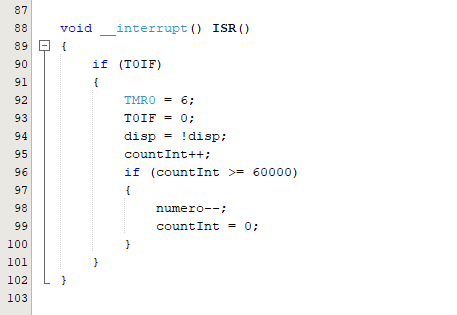 87
88 void __interrupt() ISR()
89 {
90 if (T0IF)
91 {
92 TMR0 = 6;
93 T0IF = 0;
94 disp = !disp;
95 countInt++;
96 if (countInt >= 60000)
97 {
98 numero--;
99 countInt = 0;
100 }
101 }
102 }
103